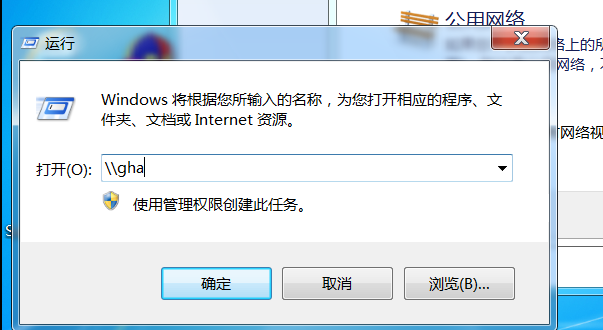 公用网络
运行
络上的所
网络，
Windows 将根据您所输入的名称，为您打开相应的程序、文
件夹、文档或 Internet 资源。
网络视
打开(O):
\\gha
使用管理权限创建此任务。
确定
取消
浏览(B)...